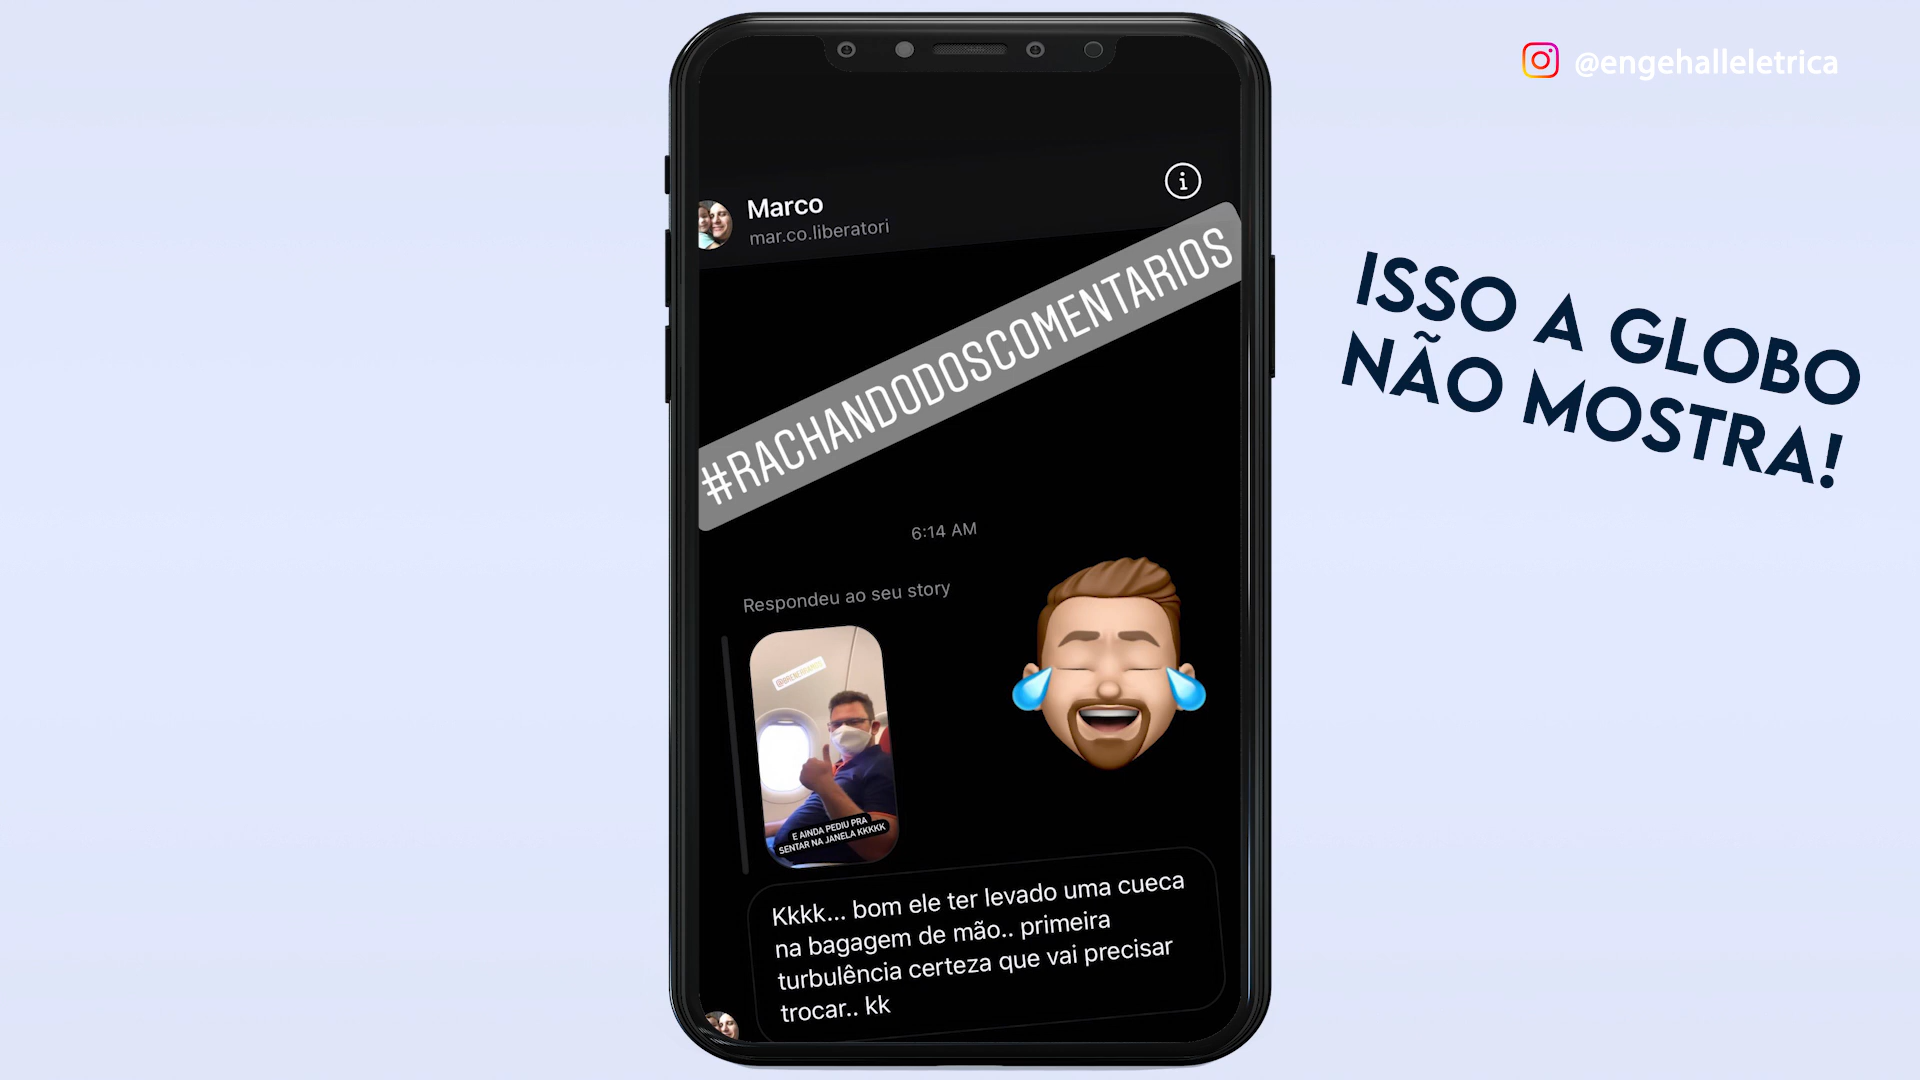 @engehalleletrica
ISSO A GLOBO
NÃO MOSTRA!
Marco
mar.co.liberatori
#RACHANDODOSCOMENTARIOS
6:14 AM
Respondeu ao seu story
E AINDA PEDIU PRA
SENTAR NA JANELA KKKKK
Kkkk... bom ele ter levado uma cueca
na bagagem de mão.. primeira
turbulência certeza que vai precisar
trocar.. kk